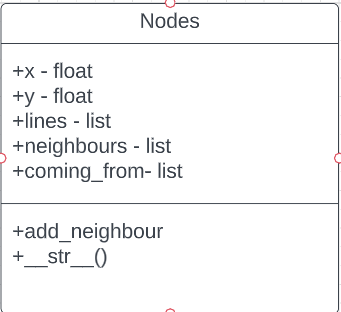 Nodes
+x - float
+y - float
+lines - list
+neighbours - list
+coming_from- list
+add_neighbour
+__str__()